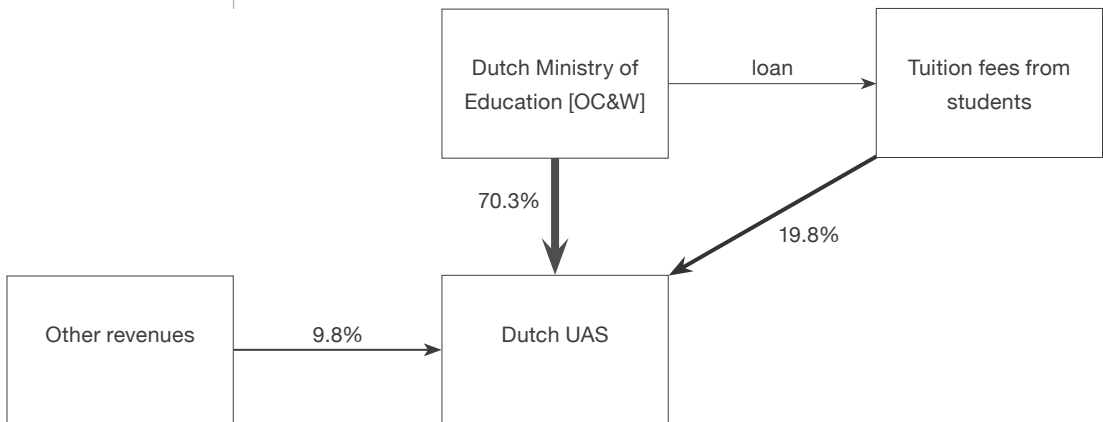 Dutch Ministry of
Education [OC&W]
loan
Tuition fees from
students
70.3%
19.8%
Other revenues
9.8%
Dutch UAS